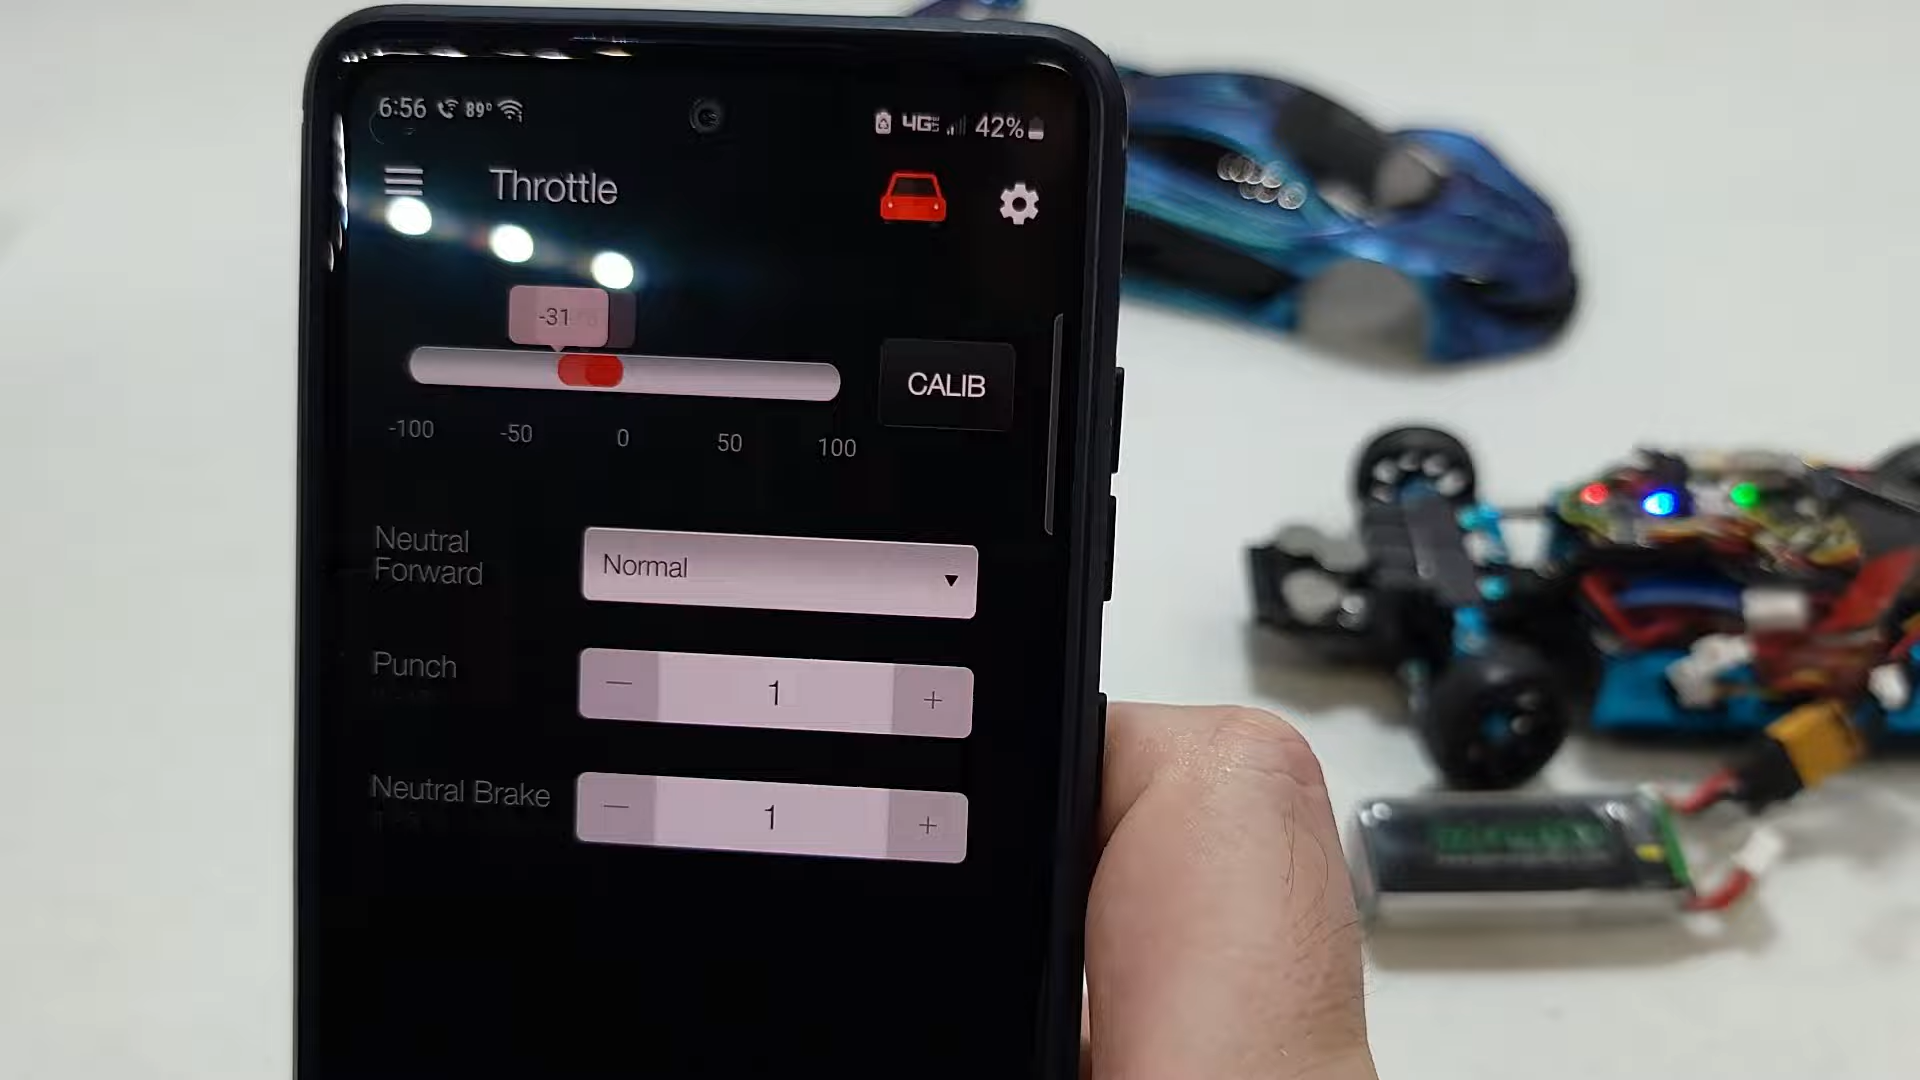 6:56 89° 4G 42%
Throttle
-31
CALIB
-100 -50 0 50 100
Neutral
Forward
Normal
Punch
— 1 +
Neutral Brake
— 1 +